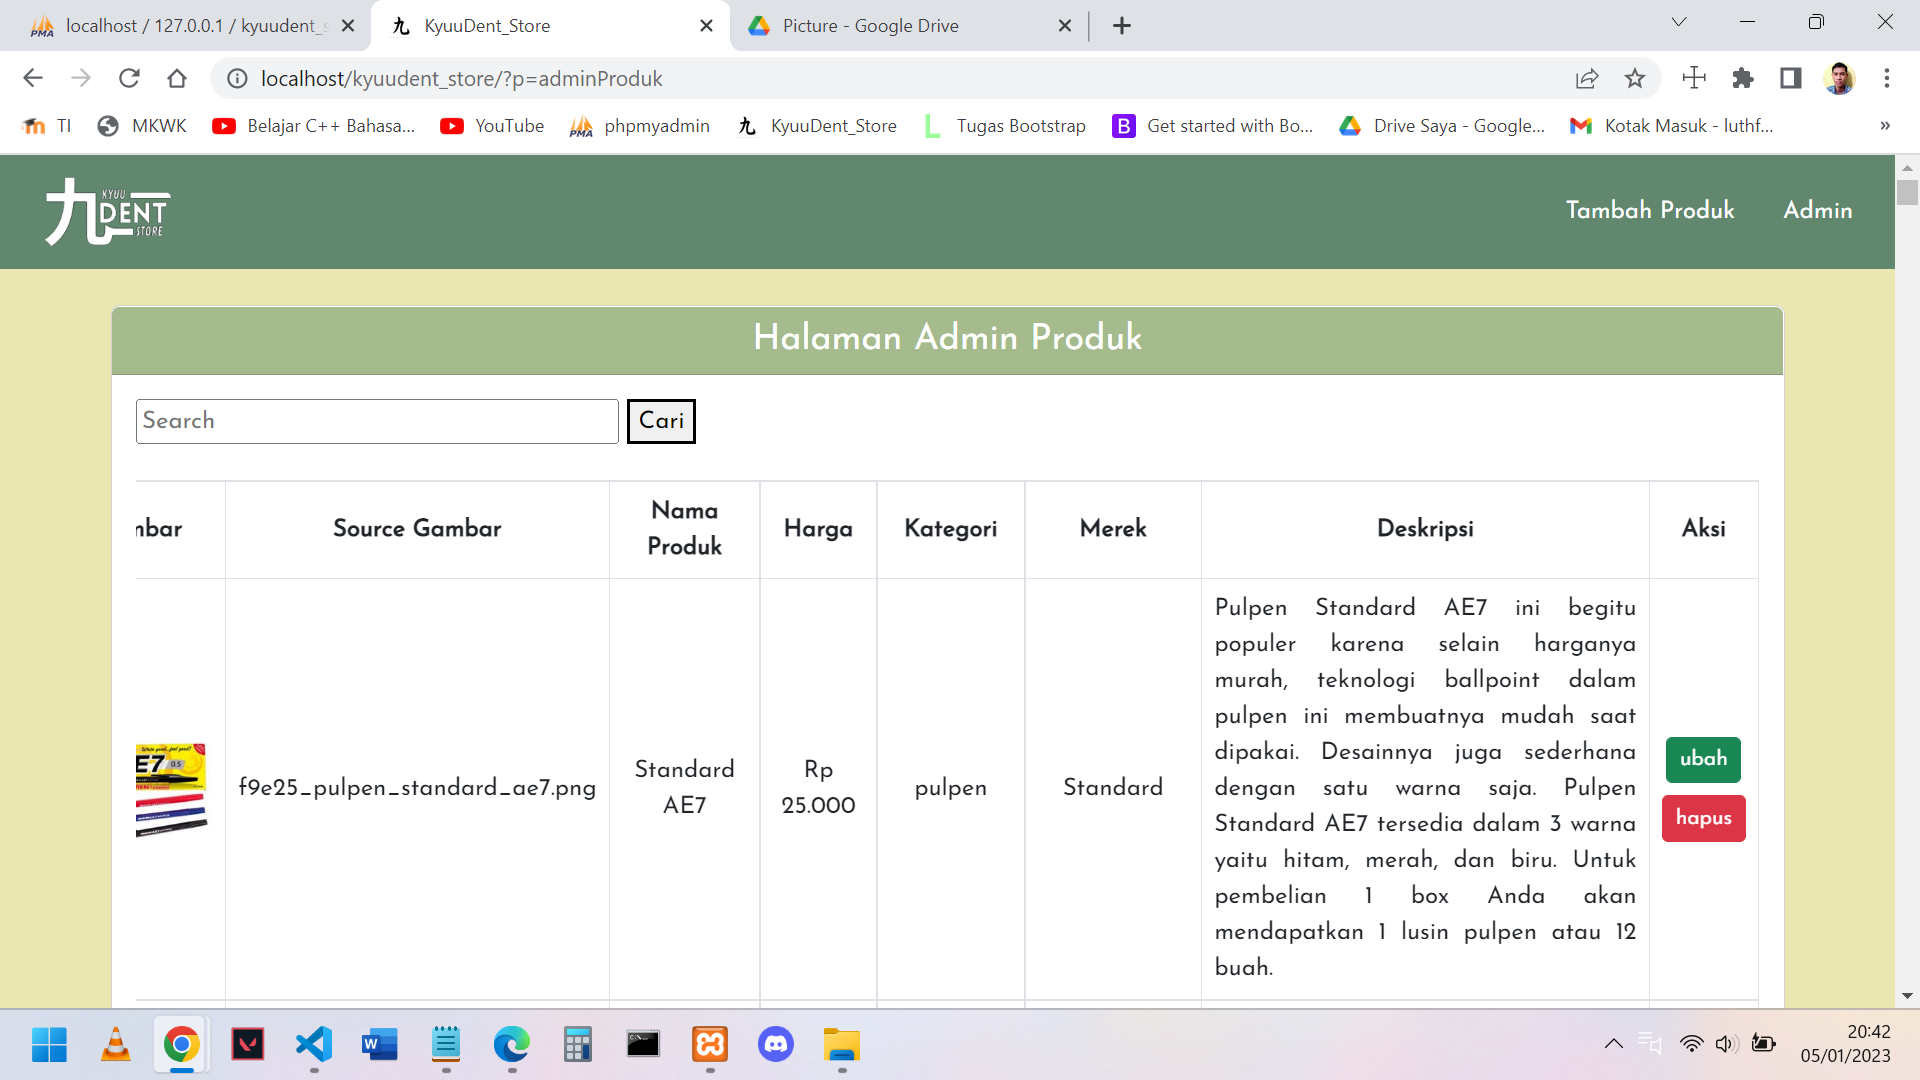 localhost / 127.0.0.1 / kyuudent_s
KyuuDent_Store
Picture - Google Drive
localhost/kyuudent_store/?p=adminProduk
TI
MKWK
Belajar C++ Bahasa...
YouTube
phpmyadmin
KyuuDent_Store
Tugas Bootstrap
Get started with Bo...
Drive Saya - Google...
Kotak Masuk - luthf...
九
KYUU
DENT
STORE
Tambah Produk
Admin
Halaman Admin Produk
Search
Cari
mbar
Source Gambar
Nama
Produk
Harga
Kategori
Merek
Deskripsi
Aksi
E7 0.5
f9e25_pulpen_standard_ae7.png
Standard
AE7
Rp
25.000
pulpen
Standard
Pulpen Standard AE7 ini begitu
populer karena selain harganya
murah, teknologi ballpoint dalam
pulpen ini membuatnya mudah saat
dipakai. Desainnya juga sederhana
dengan satu warna saja. Pulpen
Standard AE7 tersedia dalam 3 warna
yaitu hitam, merah, dan biru. Untuk
pembelian 1 box Anda akan
mendapatkan 1 lusin pulpen atau 12
buah.
ubah
hapus
20:42
05/01/2023